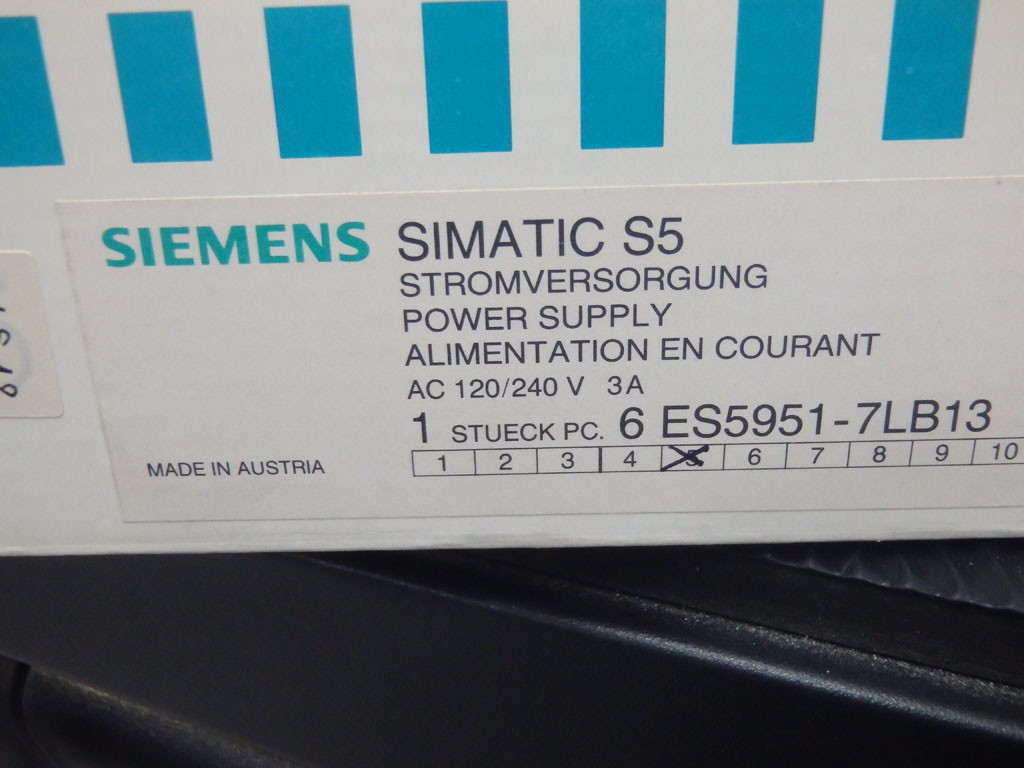 SIEMENS SIMATIC S5
STROMVERSORGUNG
POWER SUPPLY
ALIMENTATION EN COURANT
AC 120/240 V 3A
1 STUECK PC. 6 ES5951-7LB13
MADE IN AUSTRIA
1 2 3 4 5 6 7 8 9 10